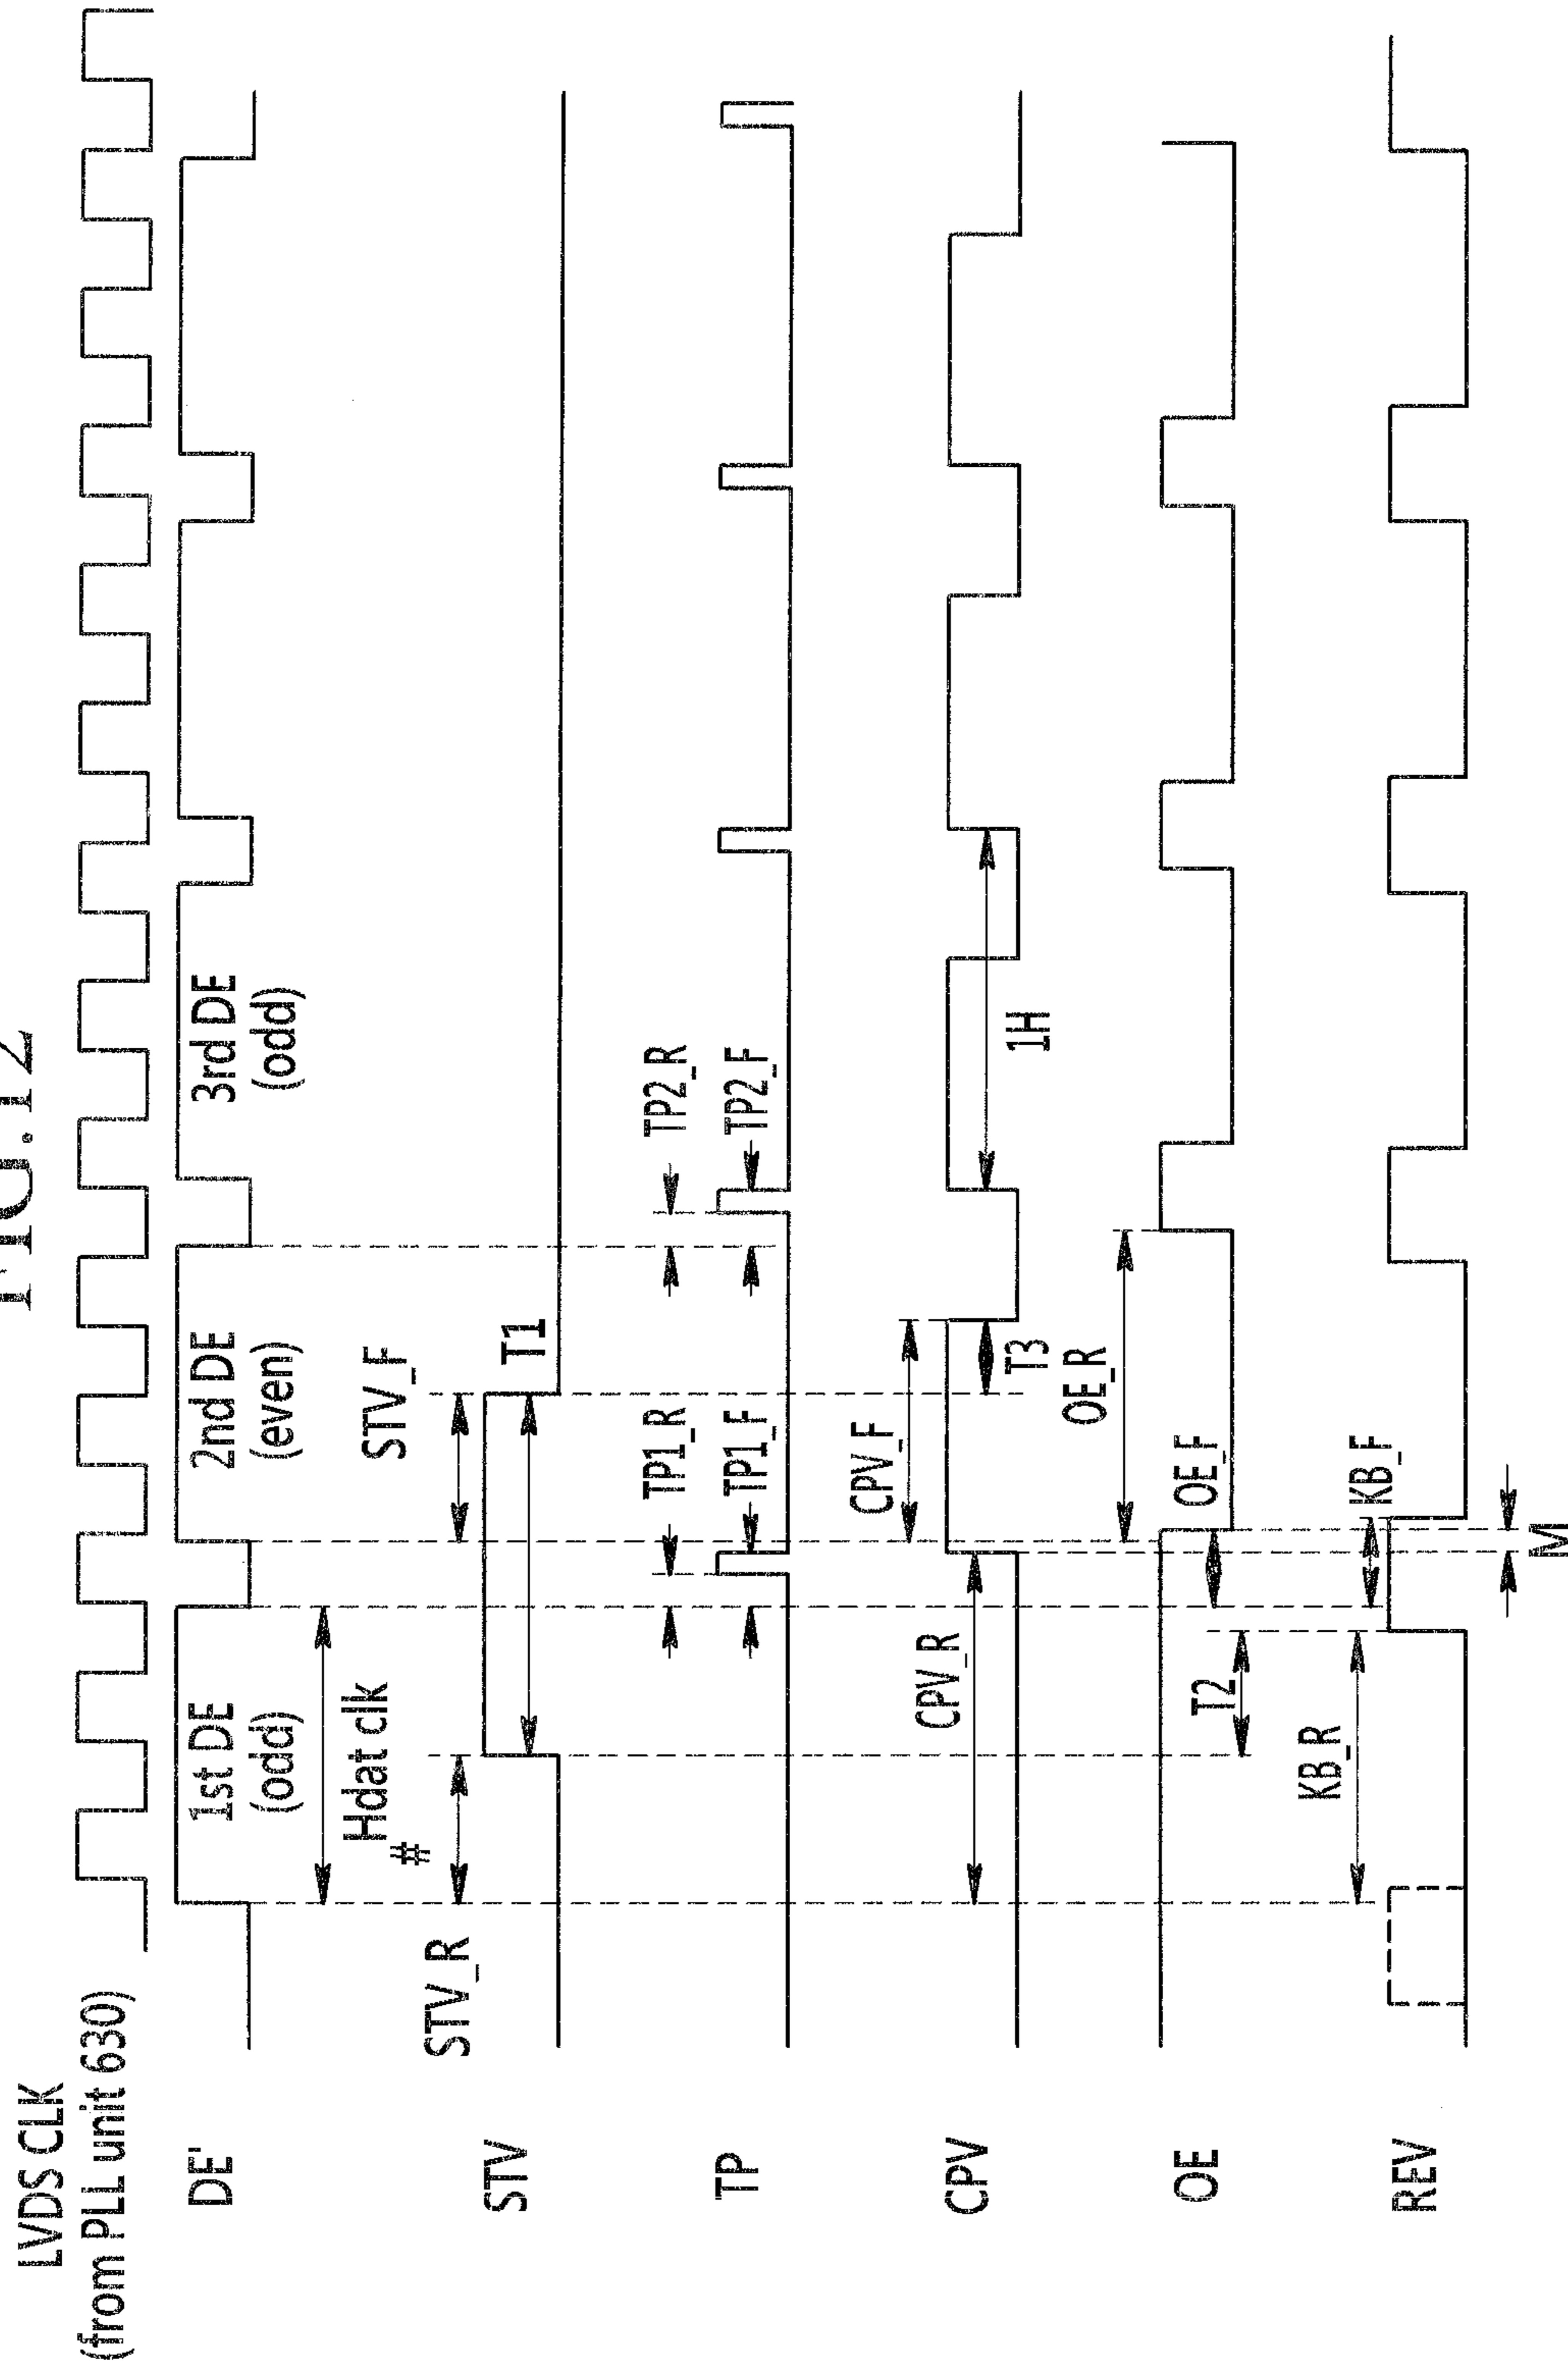 FIG.12
LVDS CLK
(from PLL unit 630)
DE'
1st DE
(odd)
2nd DE
(even)
3rd DE
(odd)
Hdat clk
#
STV_R
STV_F
STV
T1
TP1_R
TP2_R
TP
TP1_F
TP2_F
CPV_F
CPV_R
CPV
T3
1H
OE_R
OE
T2
OE_F
KB_R
KB_F
REV
M